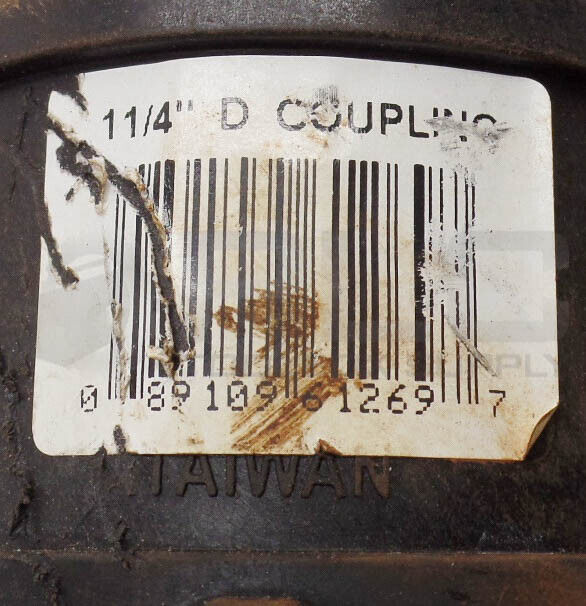 11/4" D COUPLING
0 89109 61269 7
TAIWAN